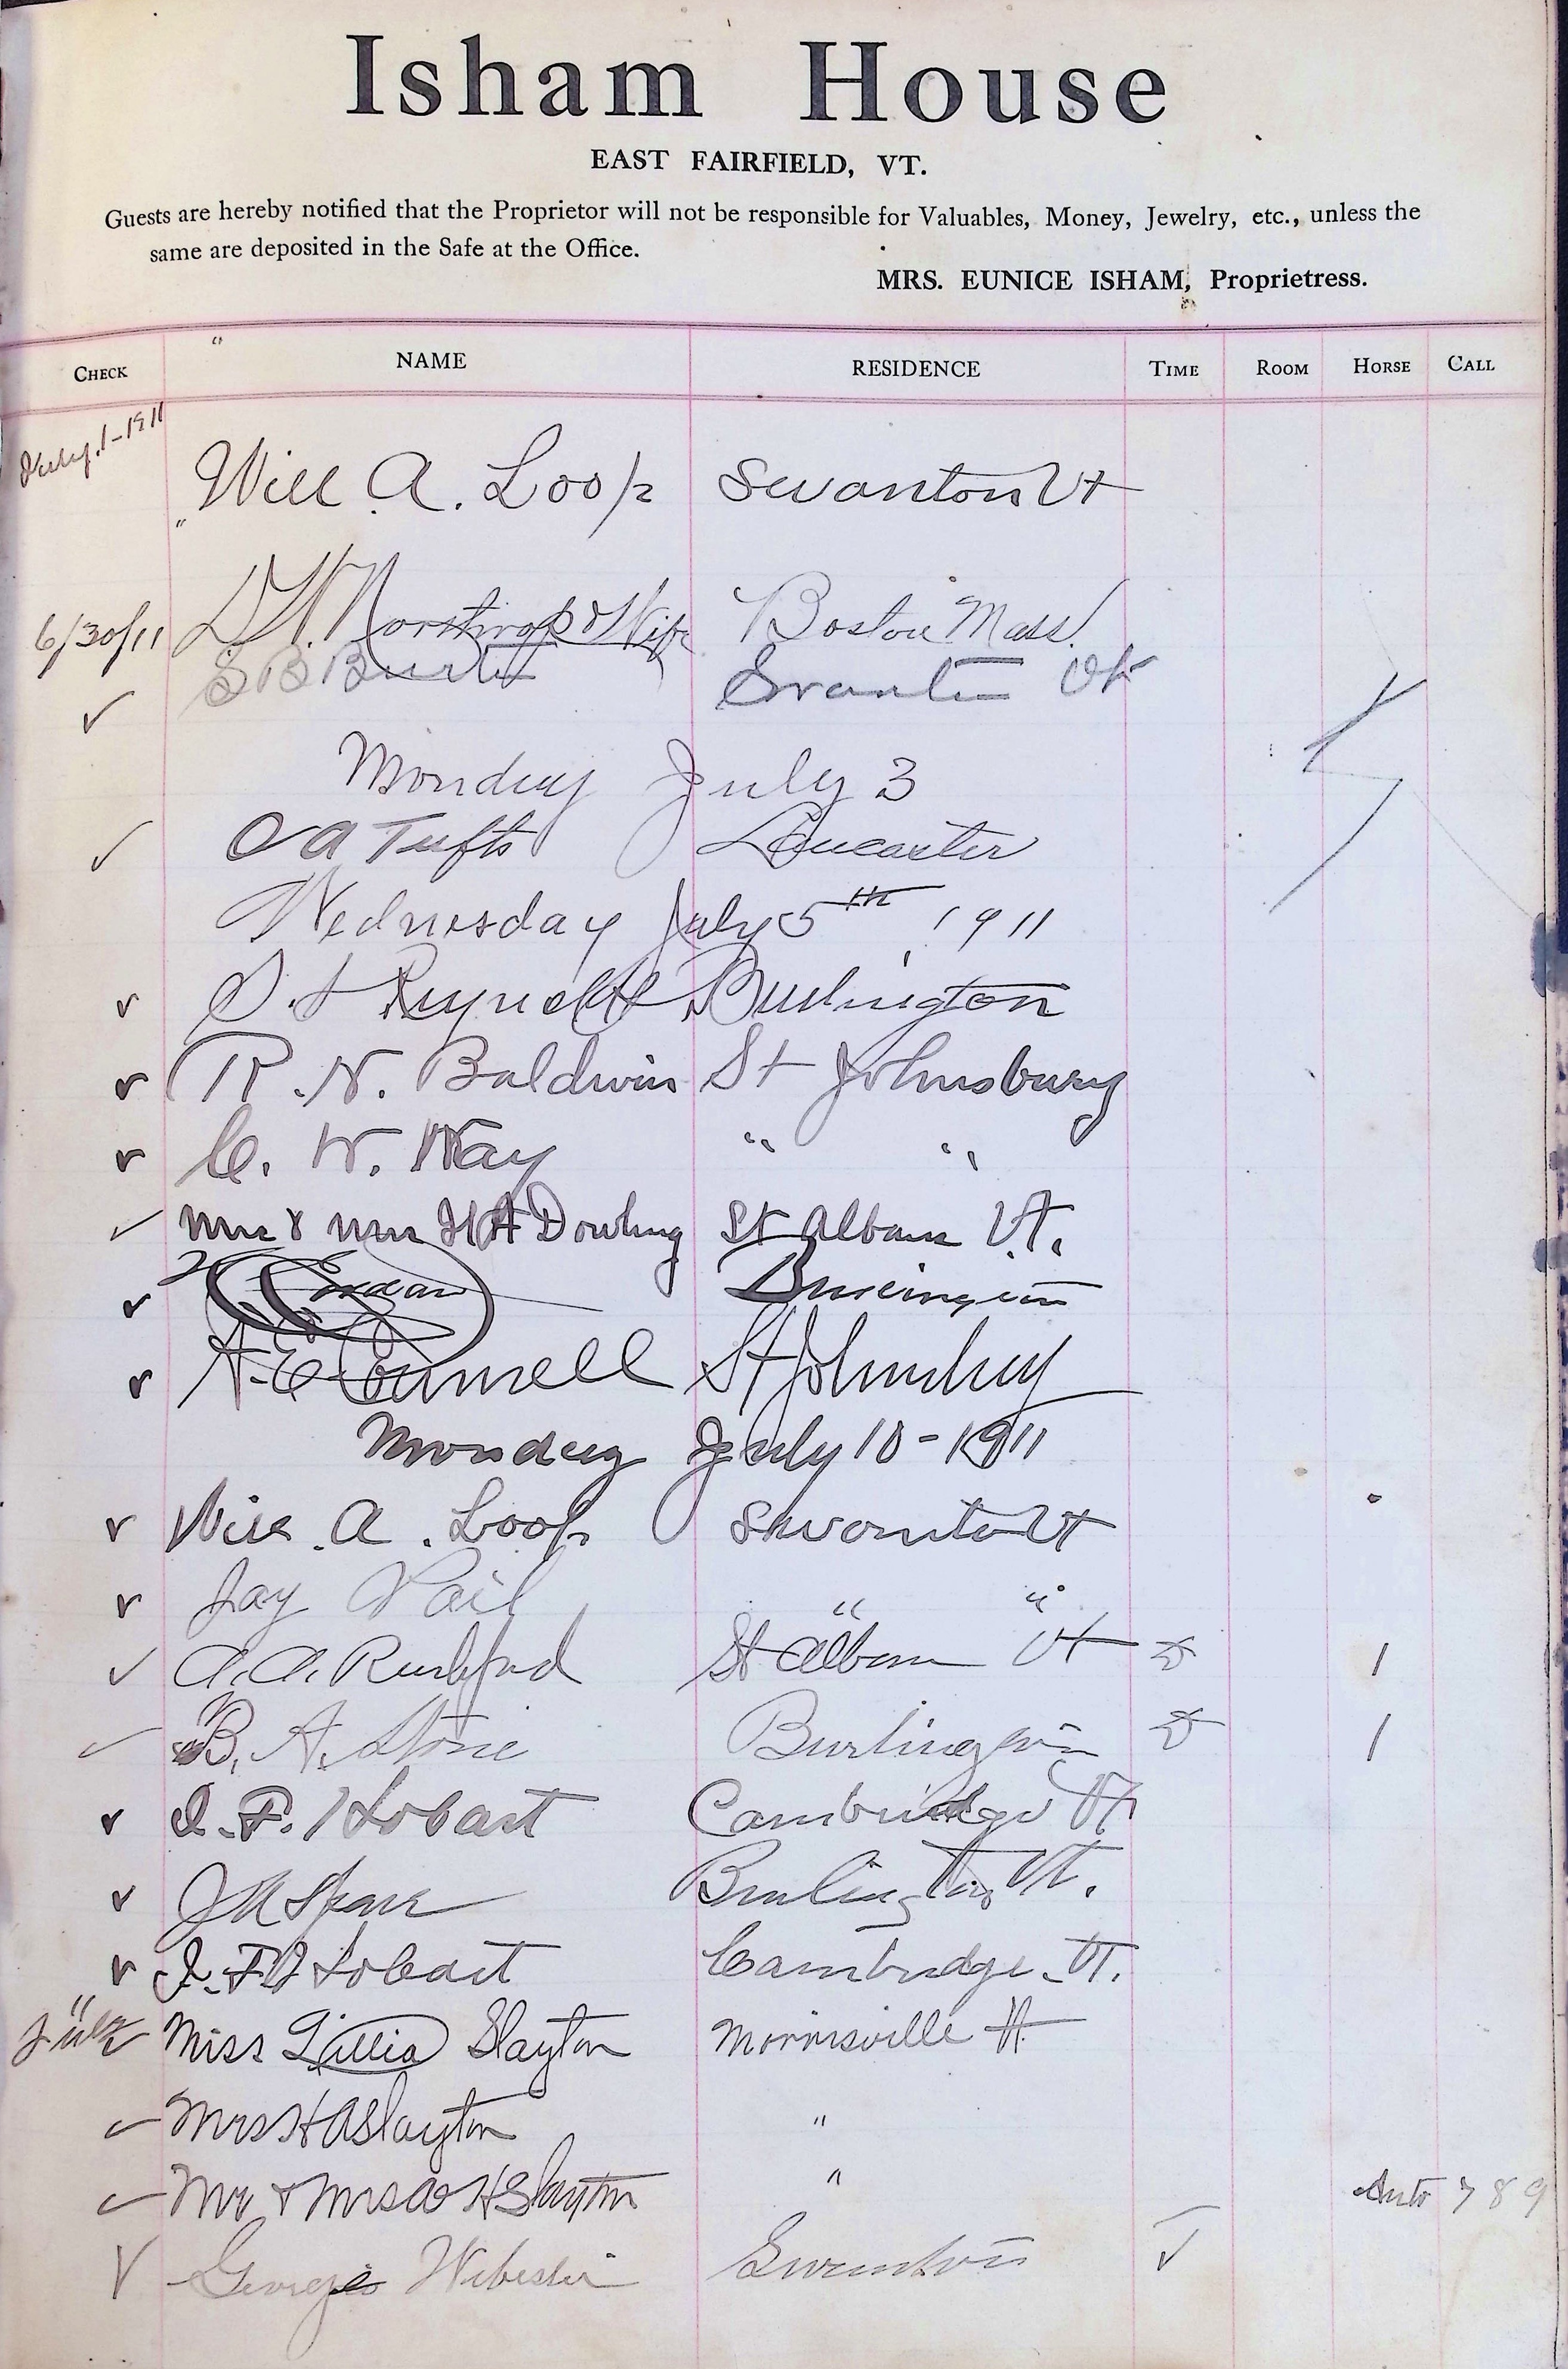 Isham House
EAST FAIRFIELD, VT.
Guests are hereby notified that the Proprietor will not be responsible for Valuables, Money, Jewelry, etc., unless the
same are deposited in the Safe at the Office.
MRS. EUNICE ISHAM, Proprietress.
CHECK NAME RESIDENCE TIME ROOM HORSE CALL
July 1-1911
Will A. Loop Swanton Vt
6/30/11 Northrop & Wife Boston Mass.
S B Burt Swanton Vt
Monday July 3
O A Tufts Lancaster
Wednesday July 5th 1911
Burlington
R. N. Baldwin St Johnsbury
C. W. Way " "
Mr & Mrs H A Dowling St Albans Vt.
Burlington
St Johnsbury
Monday July 10-1911
Will A. Loop Swanton Vt
Jay Vail " "
A. A. Rushford St Albans Vt 1
B. A. Stone Burlington 1
I. F. Hobart Cambridge Vt
Burlington Vt.
I. F. Hobart Cambridge Vt.
Miss Lillia Slayton Morrisville Vt
Mrs H A Slayton "
Mr & Mrs H Slayton " Auto 789
George Webster Swanton